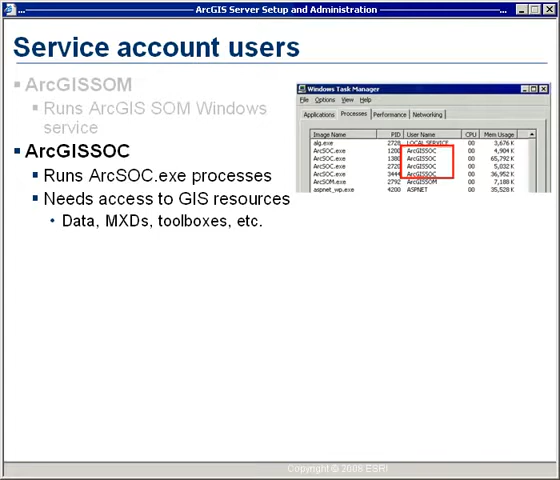 ArcGIS Server Setup and Administration
Service account users
ArcGISSOM
Runs ArcGIS SOM Windows
service
ArcGISSOC
Runs ArcSOC.exe processes
Needs access to GIS resources
Data, MXDs, toolboxes, etc.
Windows Task Manager
File Options View Help
Applications Processes Performance Networking
Image Name PID User Name CPU Mem Usage
alg.exe 2728 LOCAL SERVICE 00 3,676 K
ArcSOC.exe 1200 ArcGISSOC 00 4,904 K
ArcSOC.exe 1380 ArcGISSOC 00 65,792 K
ArcSOC.exe 2720 ArcGISSOC 00 5,032 K
ArcSOC.exe 3444 ArcGISSOC 00 36,952 K
ArcSOM.exe 2792 ArcGISSOM 00 7,188 K
aspnet_wp.exe 4200 ASPNET 00 35,528 K
Copyright © 2008 ESRI